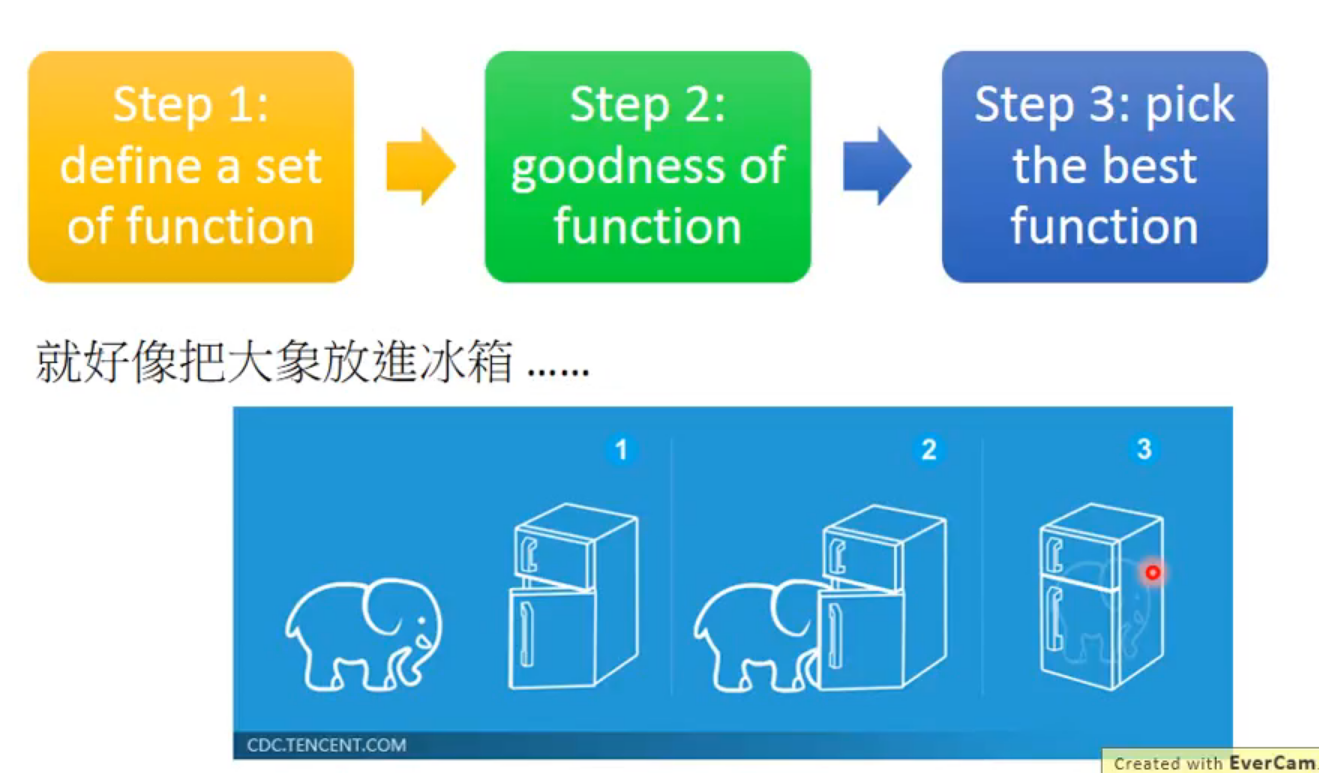 Step 1:
define a set
of function
Step 2:
goodness of
function
Step 3: pick
the best
function
就好像把大象放進冰箱 ......
1
2
3
CDC.TENCENT.COM
Created with EverCam.